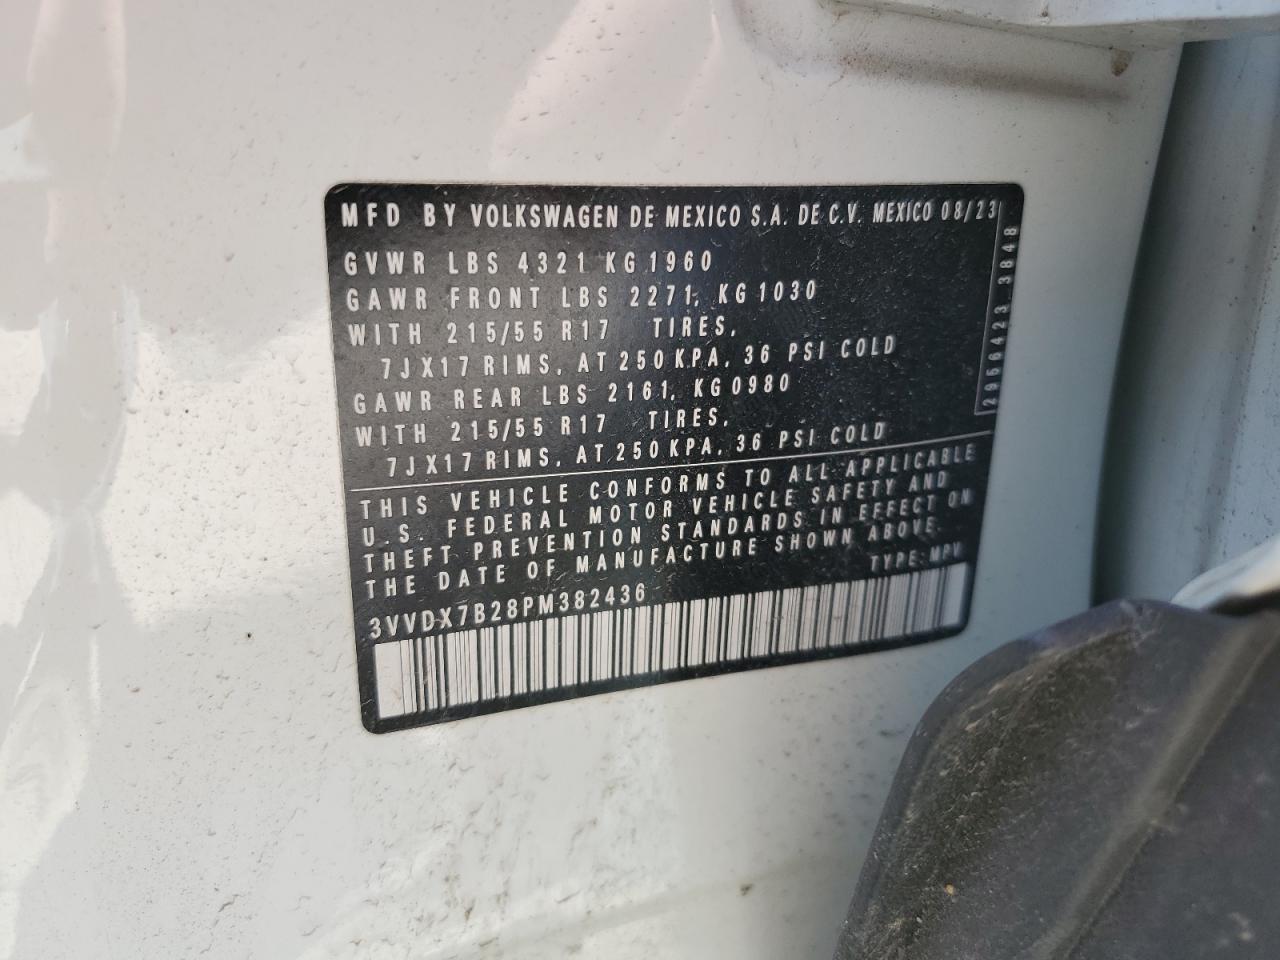 MFD BY VOLKSWAGEN DE MEXICO S.A. DE C.V. MEXICO 08/23
GVWR LBS 4321 KG 1960
GAWR FRONT LBS 2271, KG 1030
WITH 215/55 R17 TIRES,
7JX17 RIMS, AT 250 KPA, 36 PSI COLD
GAWR REAR LBS 2161, KG 0980
WITH 215/55 R17 TIRES,
7JX17 RIMS, AT 250 KPA, 36 PSI COLD
2956423 3848
THIS VEHICLE CONFORMS TO ALL APPLICABLE
U.S. FEDERAL MOTOR VEHICLE SAFETY AND
THEFT PREVENTION STANDARDS IN EFFECT ON
THE DATE OF MANUFACTURE SHOWN ABOVE.
TYPE: MPV
3VVDX7B28PM382436